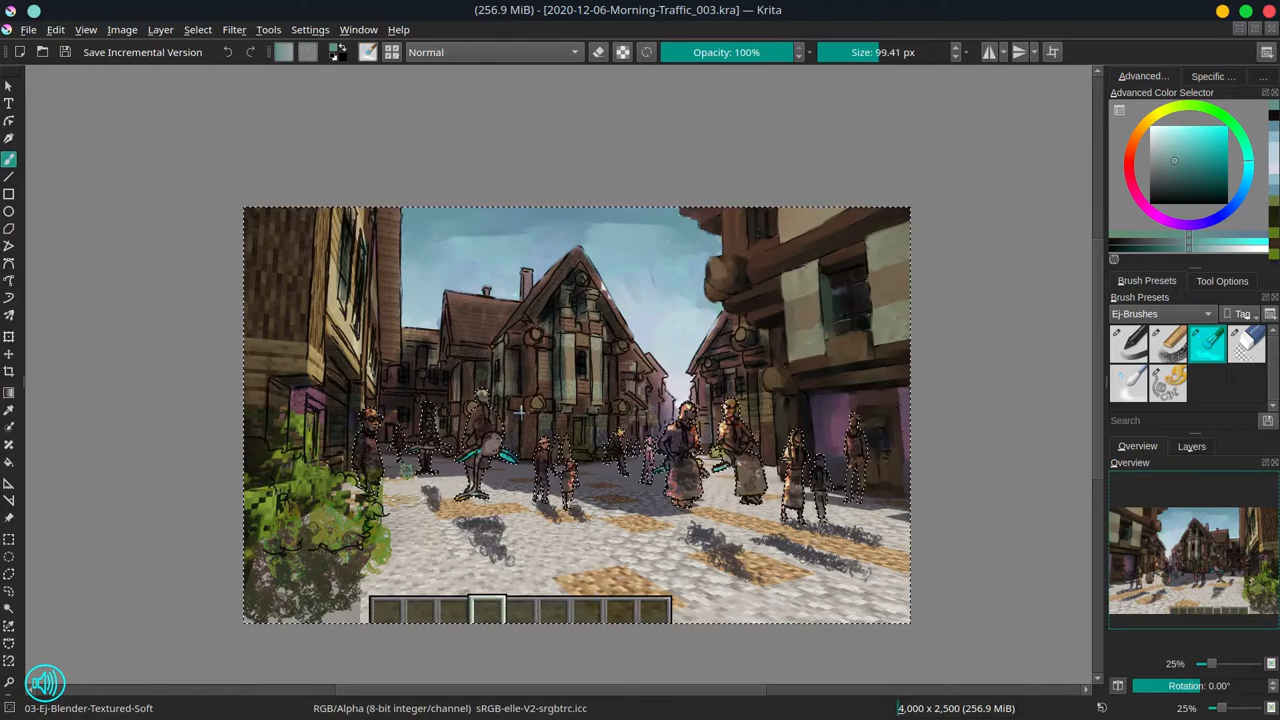 (256.9 MiB) - [2020-12-06-Morning-Traffic_003.kra] — Krita
File Edit View Image Layer Select Filter Tools Settings Window Help
Save Incremental Version Normal Opacity: 100% Size: 99.41 px
Advanced... Specific ... ...
Advanced Color Selector
Brush Presets Tool Options
Brush Presets
Ej-Brushes Tag
Search
Overview Layers
Overview
25%
Rotation: 0.00°
03-Ej-Blender-Textured-Soft RGB/Alpha (8-bit integer/channel) sRGB-elle-V2-srgbtrc.icc 4,000 x 2,500 (256.9 MiB) 25%